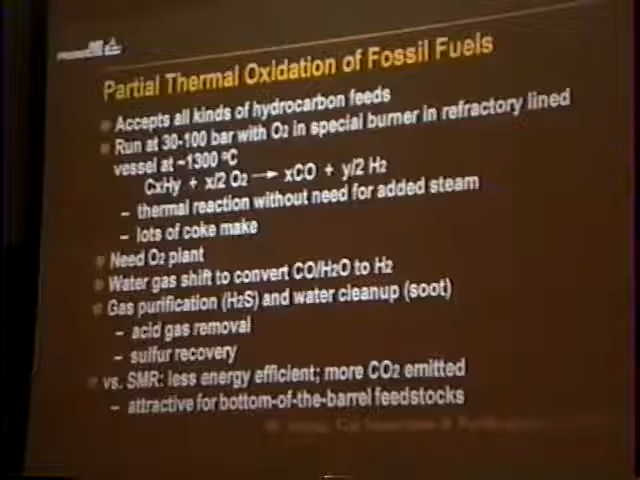 Partial Thermal Oxidation of Fossil Fuels
Accepts all kinds of hydrocarbon feeds
Run at 30-100 bar with O2 in special burner in refractory lined
vessel at ~1300 ºC
CxHy + x/2 O2 → xCO + y/2 H2
– thermal reaction without need for added steam
– lots of coke make
Need O2 plant
Water gas shift to convert CO/H2O to H2
Gas purification (H2S) and water cleanup (soot)
– acid gas removal
– sulfur recovery
vs. SMR: less energy efficient; more CO2 emitted
– attractive for bottom-of-the-barrel feedstocks